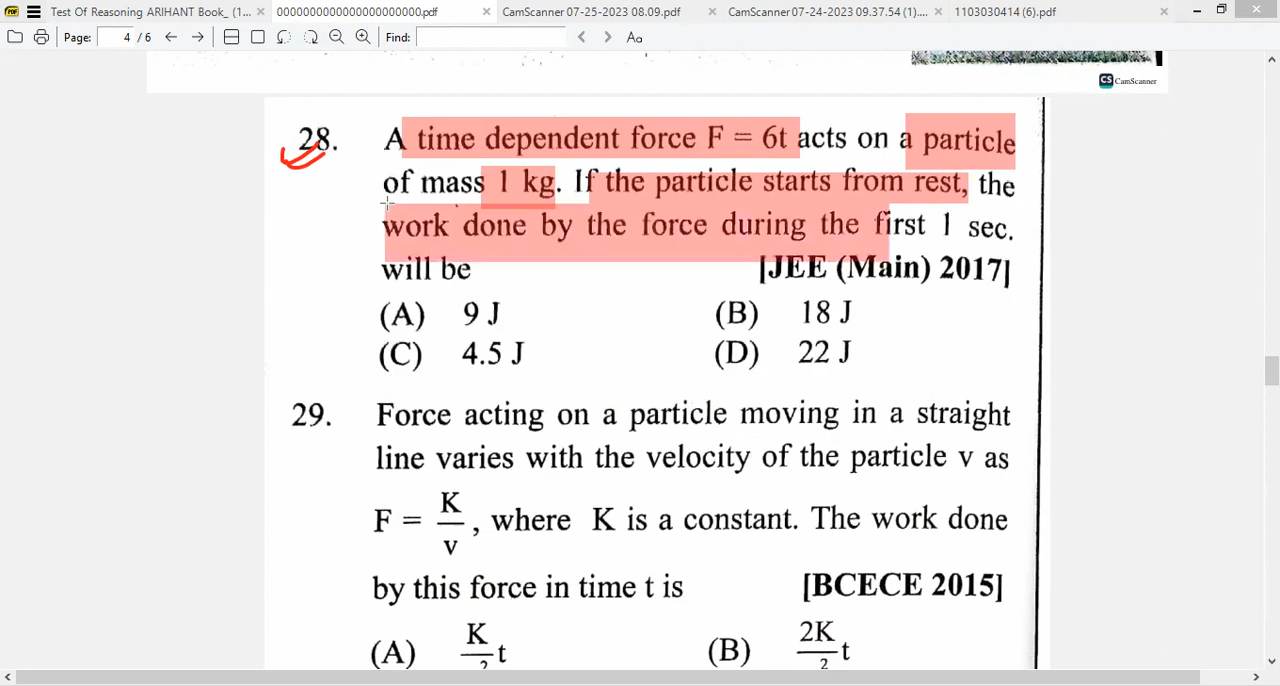 Test Of Reasoning ARIHANT Book_ (1... × 0000000000000000000000.pdf × CamScanner 07-25-2023 08.09.pdf × CamScanner 07-24-2023 09.37.54 (1).... × 1103030414 (6).pdf ×
Page: 4 / 6 Find: Aa
CS CamScanner
28. A time dependent force F = 6t acts on a particle
of mass 1 kg. If the particle starts from rest, the
work done by the force during the first 1 sec.
will be [JEE (Main) 2017]
(A) 9 J (B) 18 J
(C) 4.5 J (D) 22 J
29. Force acting on a particle moving in a straight
line varies with the velocity of the particle v as
F = K/v, where K is a constant. The work done
by this force in time t is [BCECE 2015]
(A) K/2 t (B) 2K/2 t